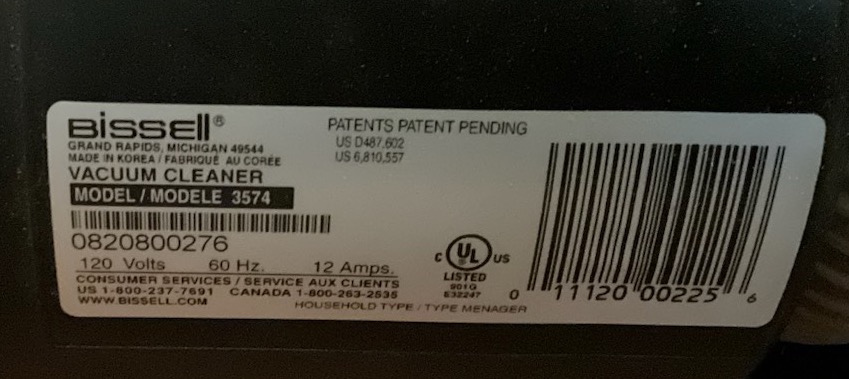 BISSELL®
GRAND RAPIDS, MICHIGAN 49544
MADE IN KOREA / FABRIQUÉ AU CORÉE
VACUUM CLEANER
MODEL / MODELE 3574
0820800276
120 Volts 60 Hz. 12 Amps.
CONSUMER SERVICES / SERVICE AUX CLIENTS
US 1-800-237-7691 CANADA 1-800-263-2535
WWW.BISSELL.COM
HOUSEHOLD TYPE / TYPE MENAGER
PATENTS PATENT PENDING
US D487,602
US 6,810,557
C UL US
LISTED
901G
E32247
0 11120 00225 6